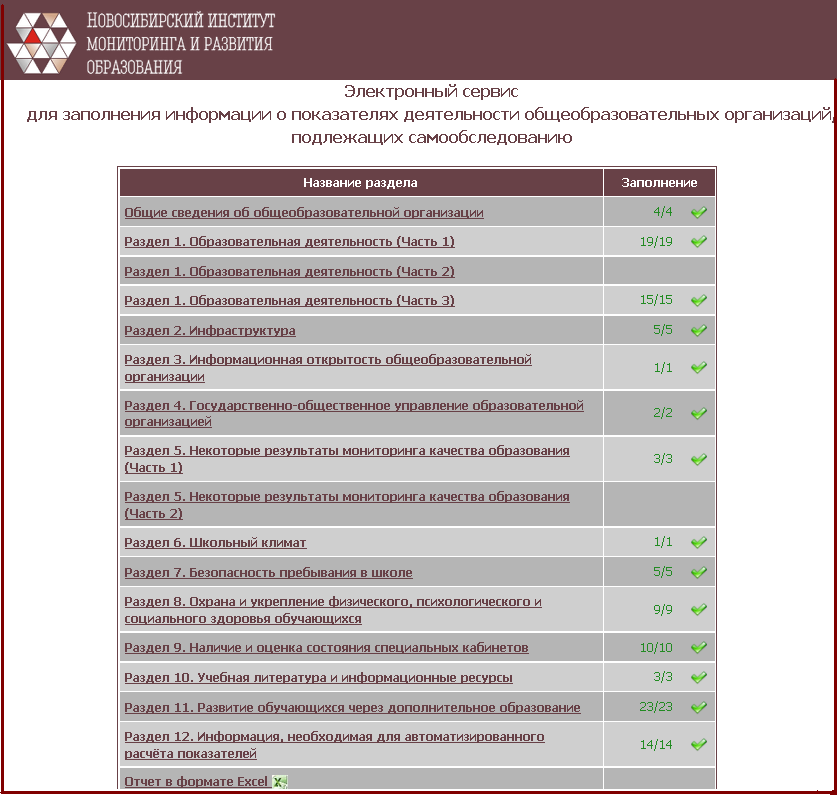 Новосибирский институт
мониторинга и развития
образования
Электронный сервис
для заполнения информации о показателях деятельности общеобразовательных организаций,
подлежащих самообследованию
Название раздела Заполнение
Общие сведения об общеобразовательной организации 4/4
Раздел 1. Образовательная деятельность (Часть 1) 19/19
Раздел 1. Образовательная деятельность (Часть 2)
Раздел 1. Образовательная деятельность (Часть 3) 15/15
Раздел 2. Инфраструктура 5/5
Раздел 3. Информационная открытость общеобразовательной
организации 1/1
Раздел 4. Государственно-общественное управление образовательной
организацией 2/2
Раздел 5. Некоторые результаты мониторинга качества образования
(Часть 1) 3/3
Раздел 5. Некоторые результаты мониторинга качества образования
(Часть 2)
Раздел 6. Школьный климат 1/1
Раздел 7. Безопасность пребывания в школе 5/5
Раздел 8. Охрана и укрепление физического, психологического и
социального здоровья обучающихся 9/9
Раздел 9. Наличие и оценка состояния специальных кабинетов 10/10
Раздел 10. Учебная литература и информационные ресурсы 3/3
Раздел 11. Развитие обучающихся через дополнительное образование 23/23
Раздел 12. Информация, необходимая для автоматизированного
расчёта показателей 14/14
Отчет в формате Excel